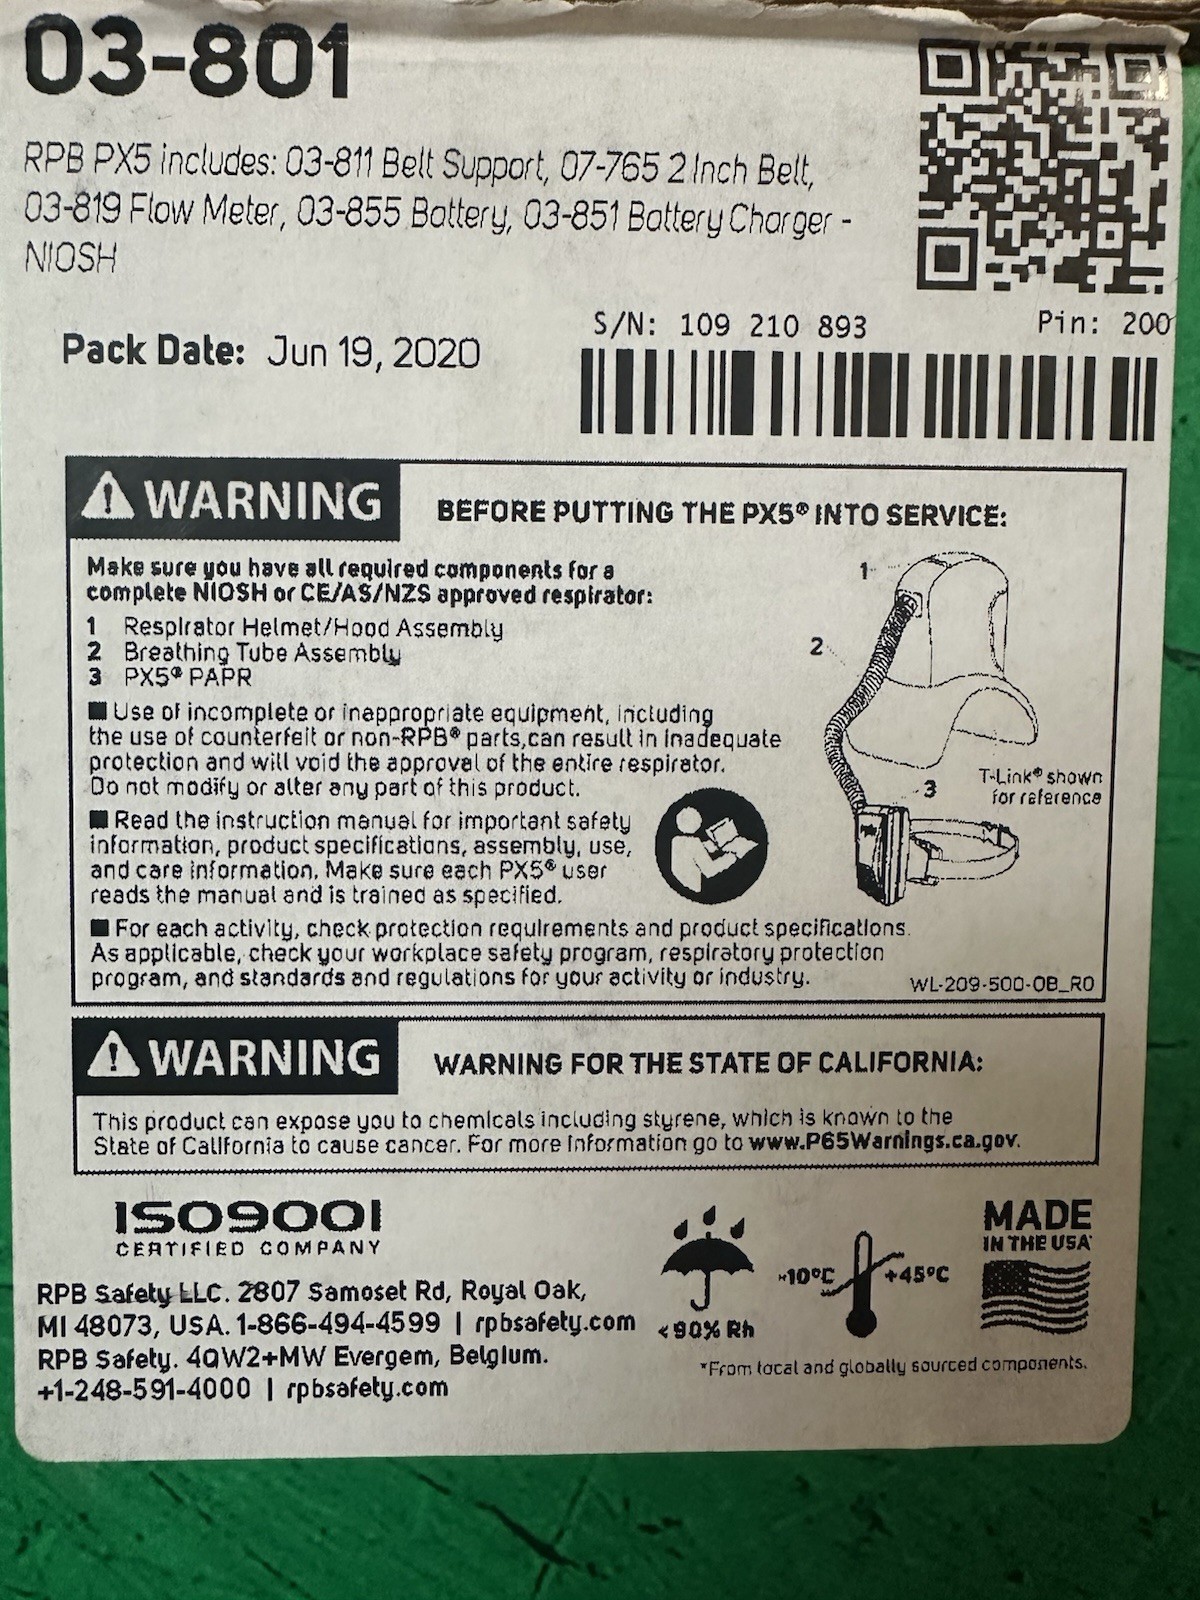 03-801
RPB PX5 includes: 03-811 Belt Support, 07-765 2 Inch Belt,
03-819 Flow Meter, 03-855 Battery, 03-851 Battery Charger -
NIOSH
S/N: 109 210 893
Pin: 200
Pack Date: Jun 19, 2020
WARNING
BEFORE PUTTING THE PX5® INTO SERVICE:
Make sure you have all required components for a
complete NIOSH or CE/AS/NZS approved respirator:
1 Respirator Helmet/Hood Assembly
2 Breathing Tube Assembly
3 PX5® PAPR
■ Use of incomplete or inappropriate equipment, including
the use of counterfeit or non-RPB® parts,can result in inadequate
protection and will void the approval of the entire respirator.
Do not modify or alter any part of this product.
■ Read the instruction manual for important safety
information, product specifications, assembly, use,
and care information. Make sure each PX5® user
reads the manual and is trained as specified.
■ For each activity, check protection requirements and product specifications.
As applicable, check your workplace safety program, respiratory protection
program, and standards and regulations for your activity or industry.
1
2
3
T-Link® shown
for reference
WL-209-500-OB_R0
WARNING
WARNING FOR THE STATE OF CALIFORNIA:
This product can expose you to chemicals including styrene, which is known to the
State of California to cause cancer. For more information go to www.P65Warnings.ca.gov.
ISO9001
CERTIFIED COMPANY
RPB Safety LLC. 2807 Samoset Rd, Royal Oak,
MI 48073, USA. 1-866-494-4599 | rpbsafety.com
RPB Safety. 4QW2+MW Evergem, Belgium.
+1-248-591-4000 | rpbsafety.com
<90% Rh
-10°C
+45°C
MADE
IN THE USA*
*From local and globally sourced components.